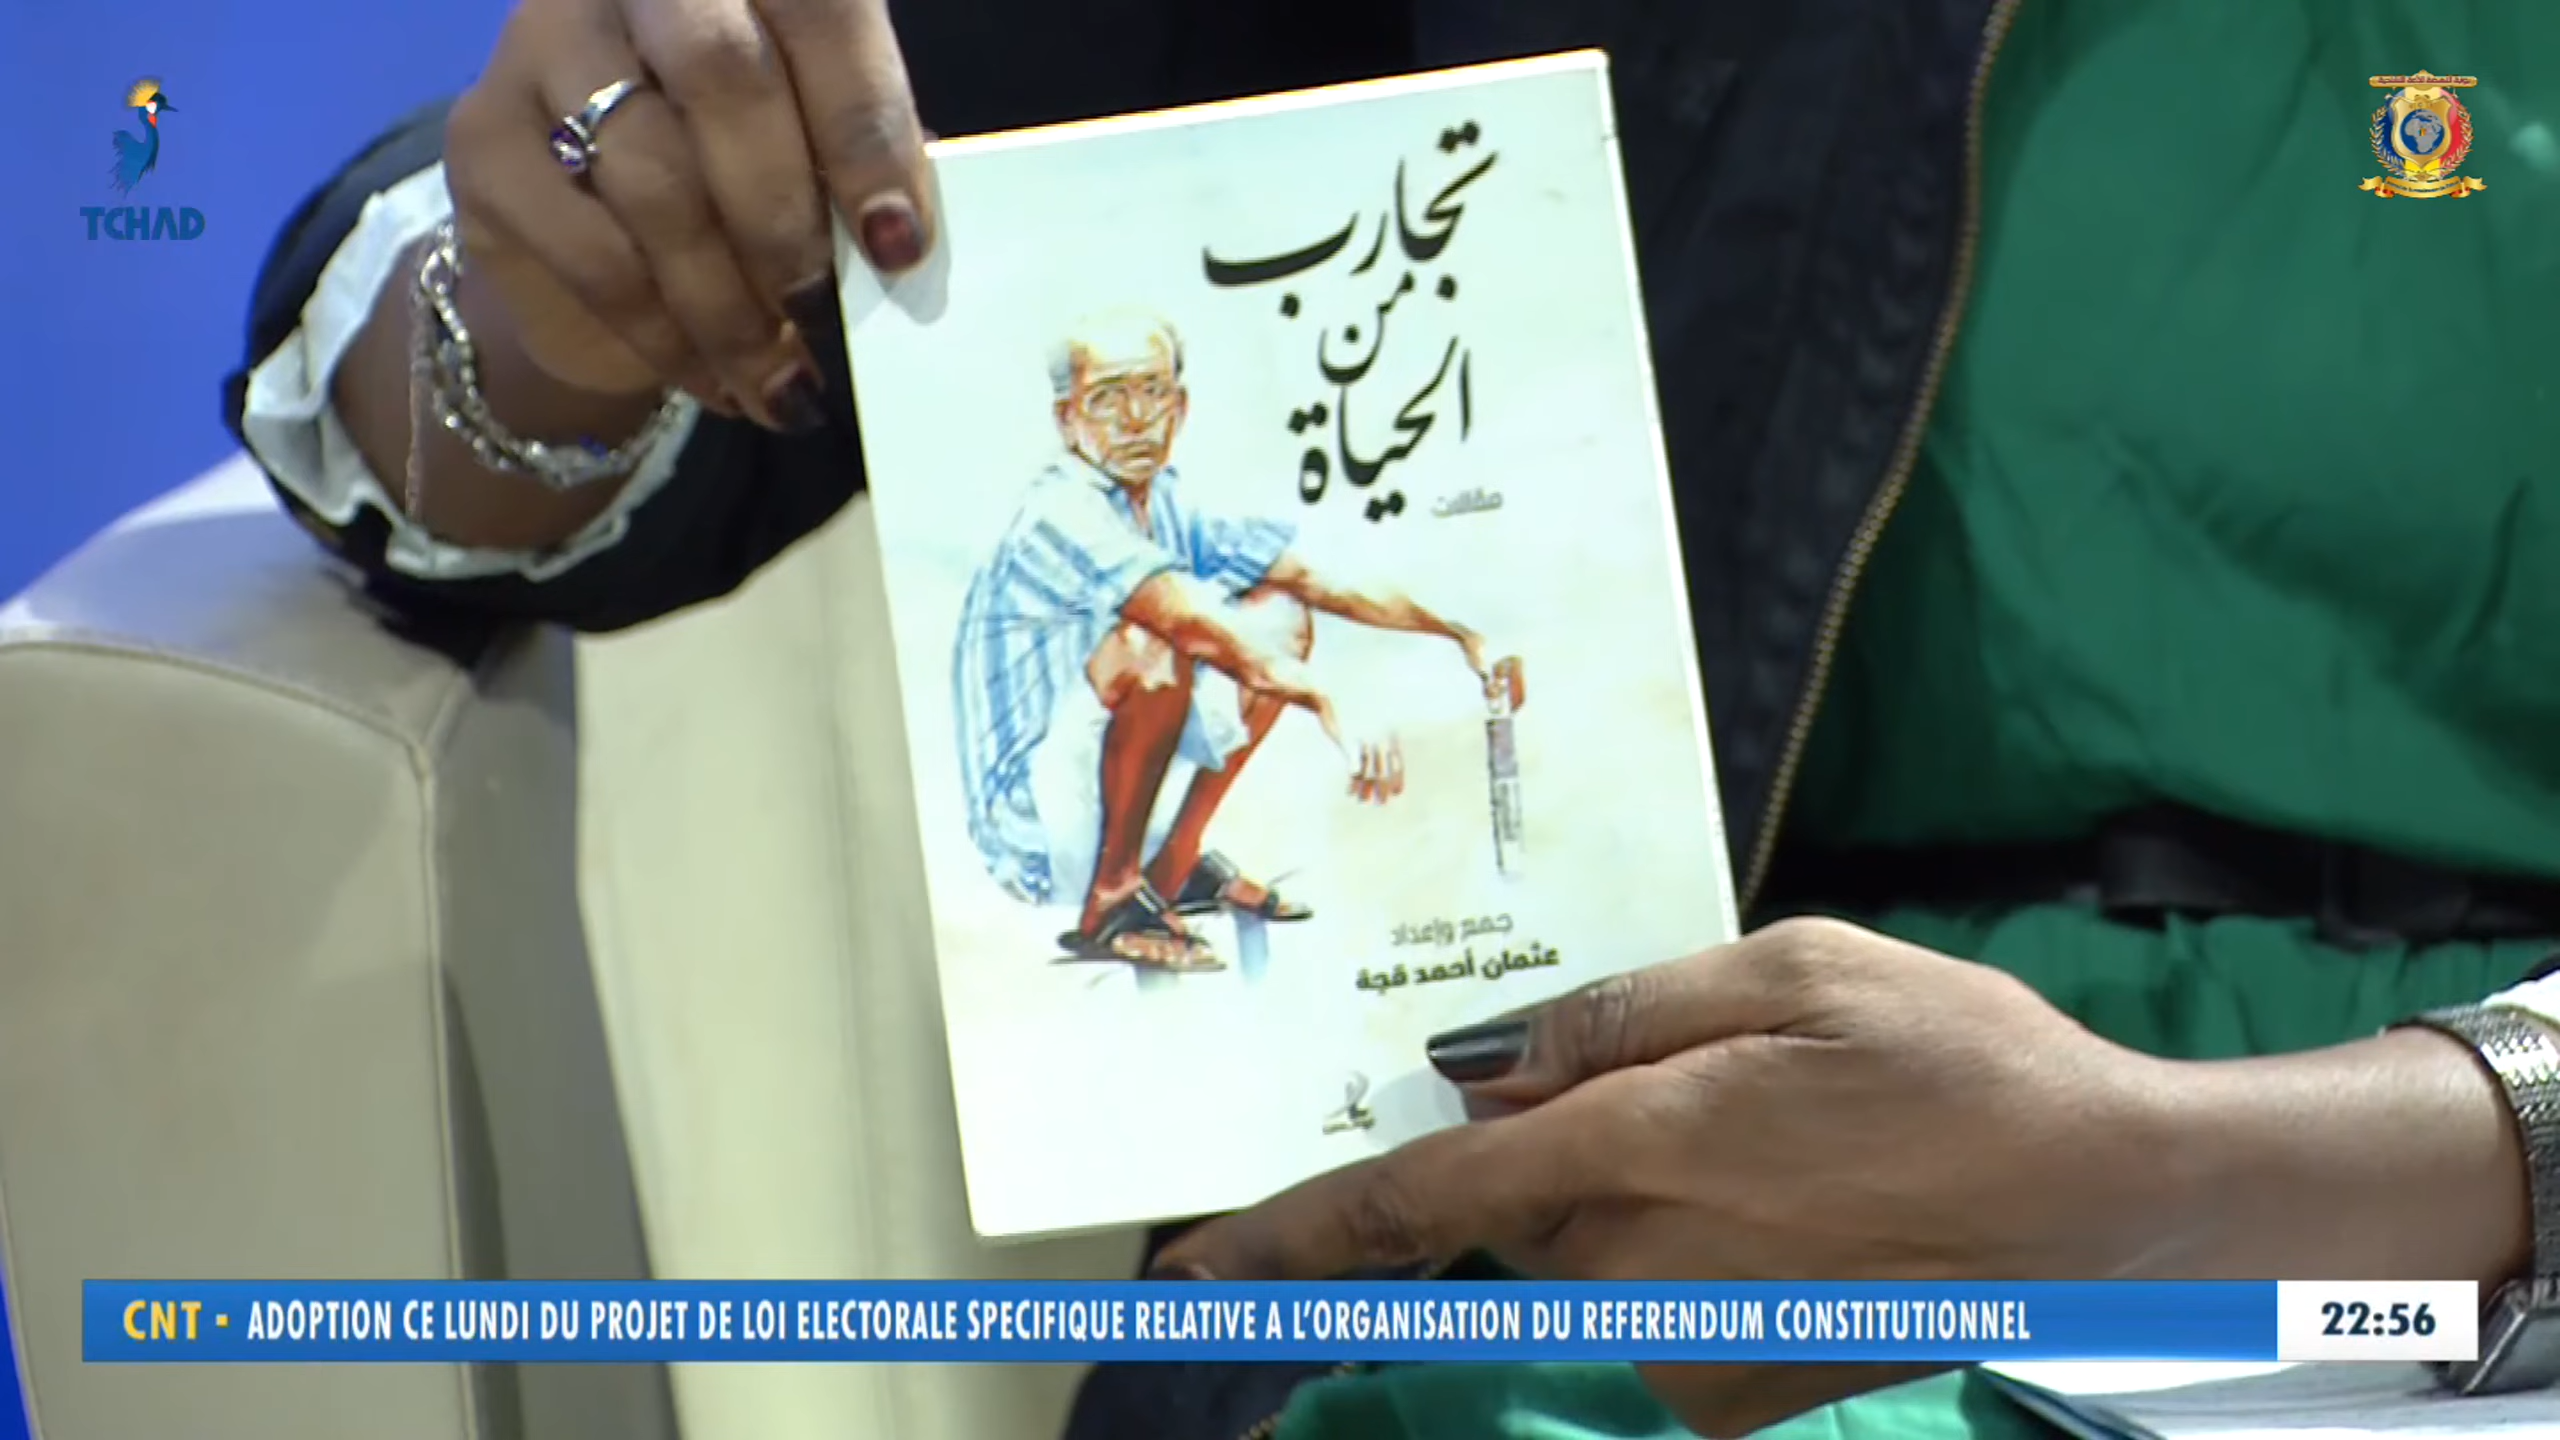 TCHAD
تجارب
من
الحياة
مقالات
جمع وإعداد
عثمان أحمد قجة
CNT - ADOPTION CE LUNDI DU PROJET DE LOI ELECTORALE SPECIFIQUE RELATIVE A L'ORGANISATION DU REFERENDUM CONSTITUTIONNEL
22:56